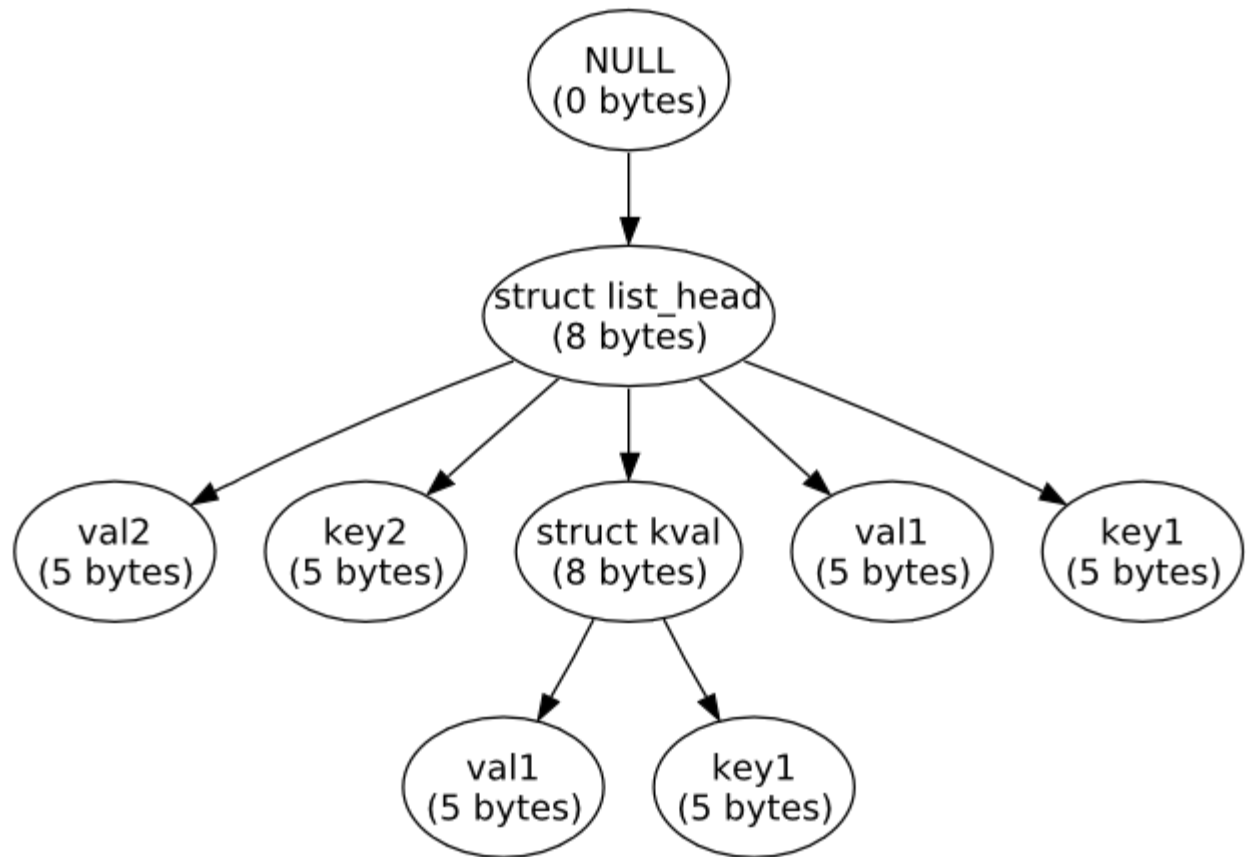 NULL
(0 bytes)
struct list_head
(8 bytes)
val2
(5 bytes)
key2
(5 bytes)
struct kval
(8 bytes)
val1
(5 bytes)
key1
(5 bytes)
val1
(5 bytes)
key1
(5 bytes)